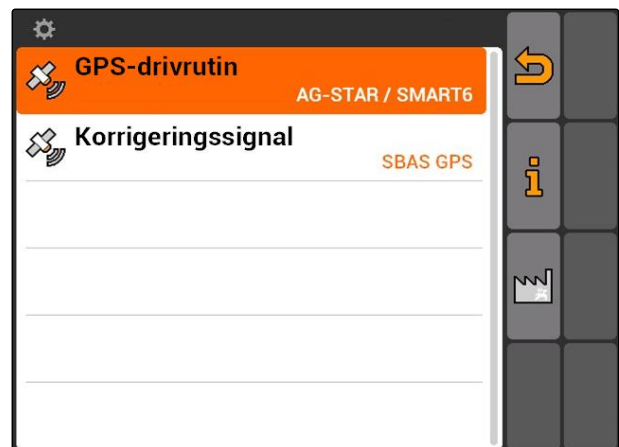 GPS-drivrutin
AG-STAR / SMART6
Korrigeringssignal
SBAS GPS